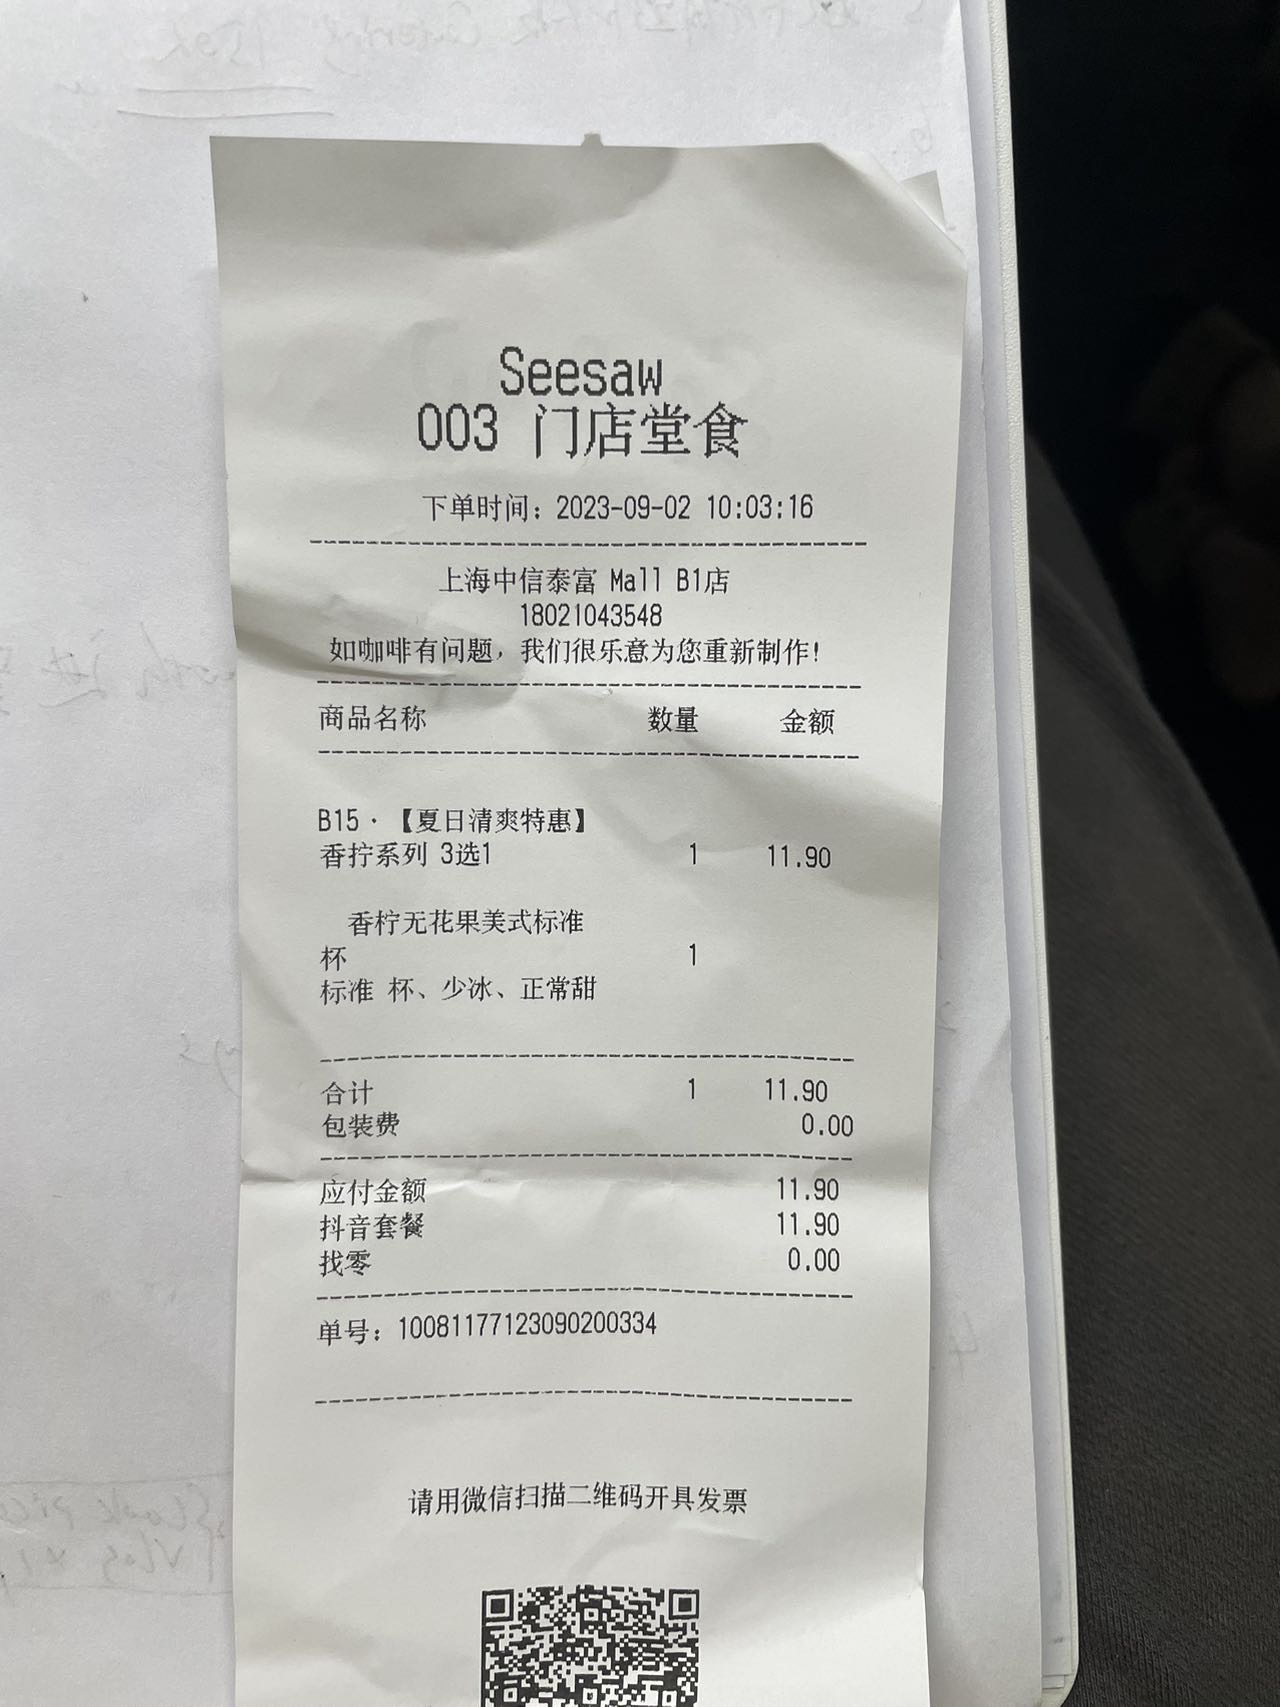 Seesaw
003 门店堂食
下单时间：2023-09-02 10:03:16
上海中信泰富 Mall B1店
18021043548
如咖啡有问题，我们很乐意为您重新制作！
商品名称 数量 金额
B15·【夏日清爽特惠】
香拧系列 3选1 1 11.90
香柠无花果美式标准
杯 1
标准 杯、少冰、正常甜
合计 1 11.90
包装费 0.00
应付金额 11.90
抖音套餐 11.90
找零 0.00
单号：10081177123090200334
请用微信扫描二维码开具发票